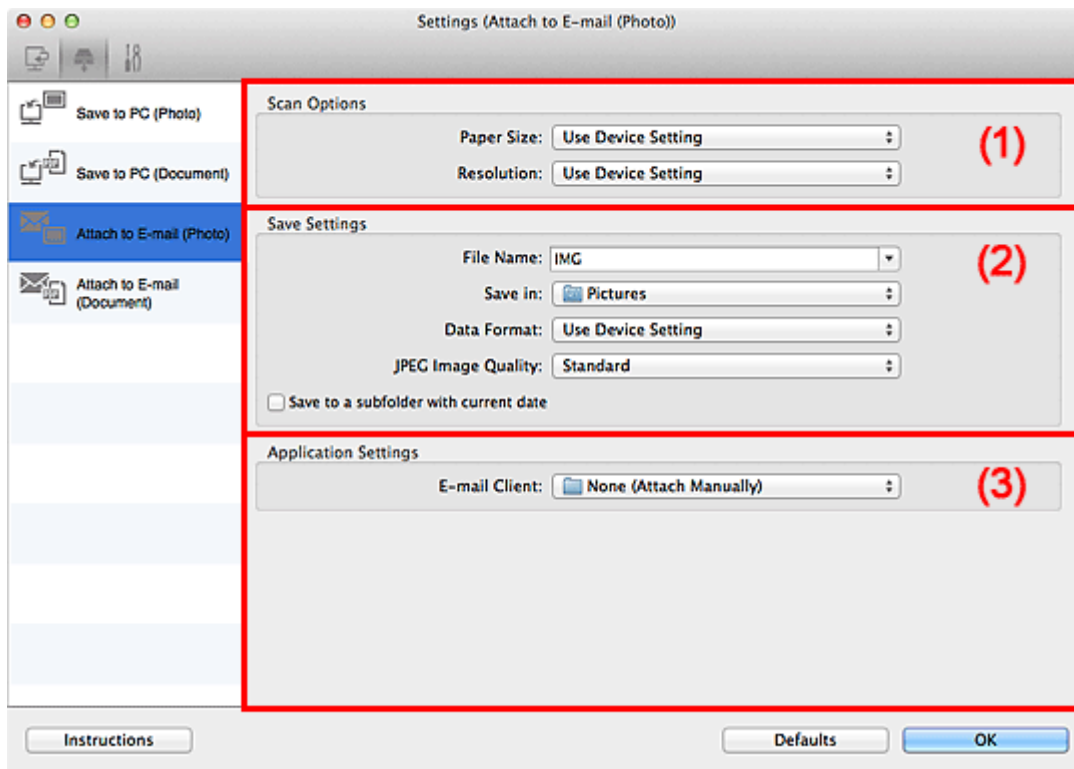 Settings (Attach to E-mail (Photo))
Save to PC (Photo)
Save to PC (Document)
Attach to E-mail (Photo)
Attach to E-mail
(Document)
Scan Options
(1)
Paper Size: Use Device Setting
Resolution: Use Device Setting
Save Settings
(2)
File Name: IMG
Save in: Pictures
Data Format: Use Device Setting
JPEG Image Quality: Standard
Save to a subfolder with current date
Application Settings
(3)
E-mail Client: None (Attach Manually)
Instructions
Defaults
OK